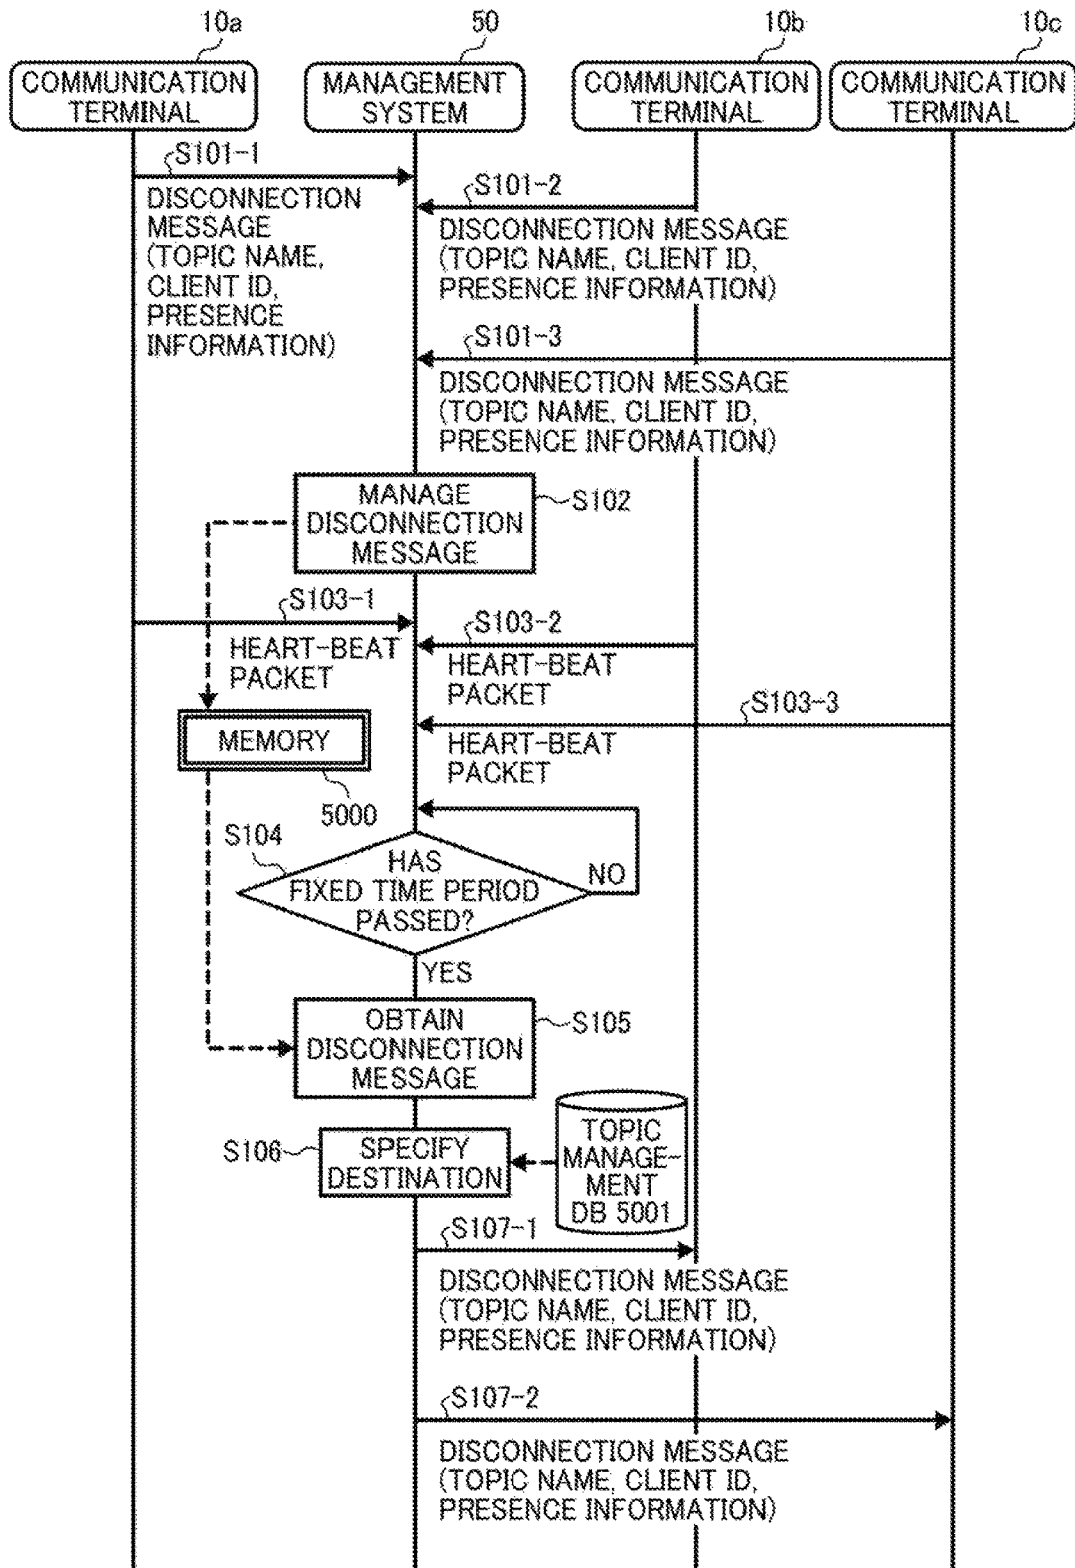 10a
50
10b
10c
COMMUNICATION
TERMINAL
MANAGEMENT
SYSTEM
COMMUNICATION
TERMINAL
COMMUNICATION
TERMINAL
S101-1
DISCONNECTION
MESSAGE
(TOPIC NAME,
CLIENT ID,
PRESENCE
INFORMATION)
S101-2
DISCONNECTION MESSAGE
(TOPIC NAME, CLIENT ID,
PRESENCE INFORMATION)
S101-3
DISCONNECTION MESSAGE
(TOPIC NAME, CLIENT ID,
PRESENCE INFORMATION)
MANAGE
DISCONNECTION
MESSAGE
S102
S103-1
HEART-BEAT
PACKET
S103-2
HEART-BEAT
PACKET
S103-3
HEART-BEAT
PACKET
MEMORY
5000
S104
HAS
FIXED TIME PERIOD
PASSED?
NO
YES
OBTAIN
DISCONNECTION
MESSAGE
S105
S106
SPECIFY
DESTINATION
TOPIC
MANAGE-
MENT
DB 5001
S107-1
DISCONNECTION MESSAGE
(TOPIC NAME, CLIENT ID,
PRESENCE INFORMATION)
S107-2
DISCONNECTION MESSAGE
(TOPIC NAME, CLIENT ID,
PRESENCE INFORMATION)